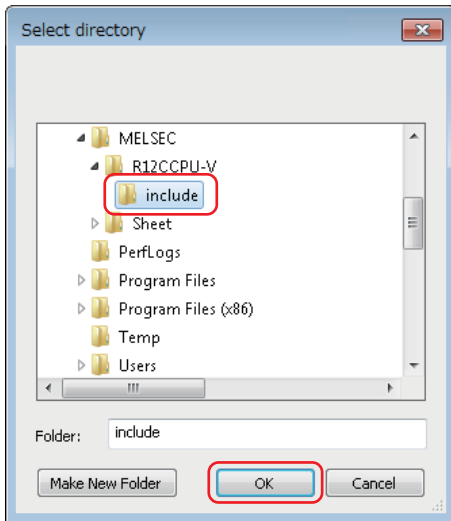 Select directory
MELSEC
R12CCPU-V
include
Sheet
PerfLogs
Program Files
Program Files (x86)
Temp
Users
Folder: include
Make New Folder OK Cancel